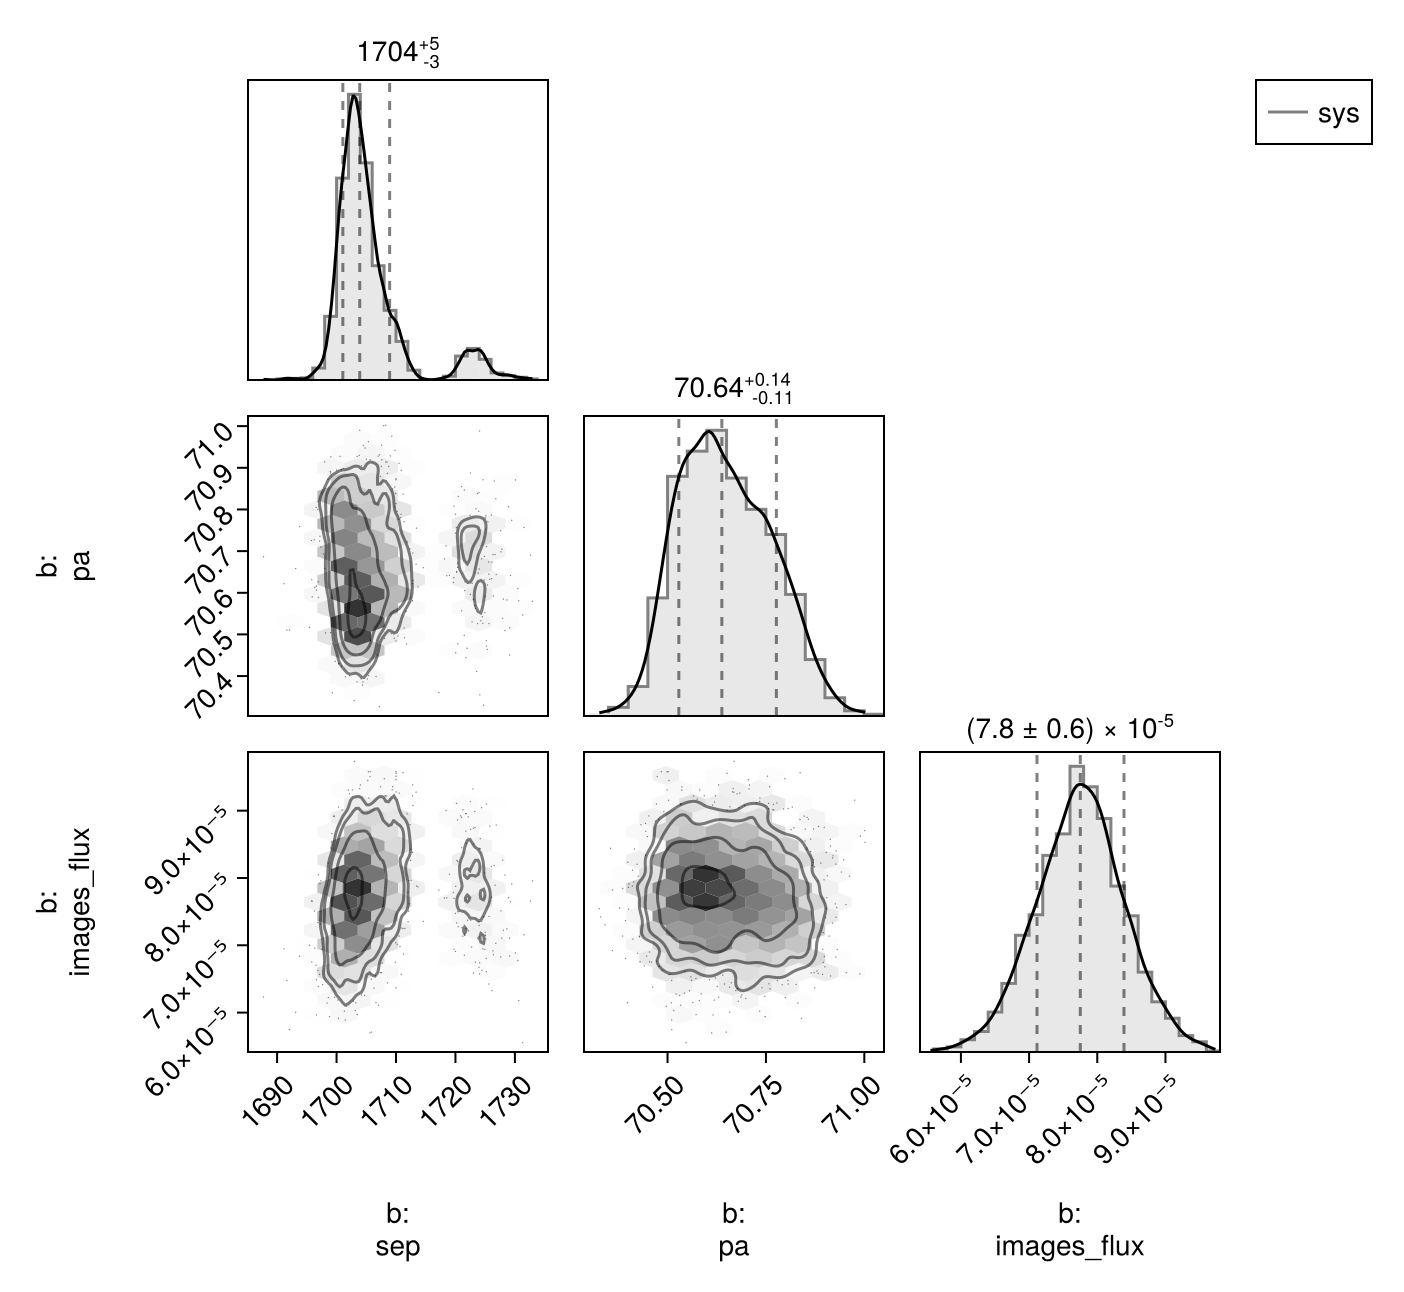 1704+5-3
sys
70.64+0.14-0.11
71.0
70.9
70.8
70.7
70.6
70.5
70.4
b:
pa
(7.8 ± 0.6) × 10-5
9.0×10−5
8.0×10−5
7.0×10−5
6.0×10−5
b:
images_flux
1690 1700 1710 1720 1730
70.50 70.75 71.00
6.0×10−5 7.0×10−5 8.0×10−5 9.0×10−5
b:
sep
b:
pa
b:
images_flux